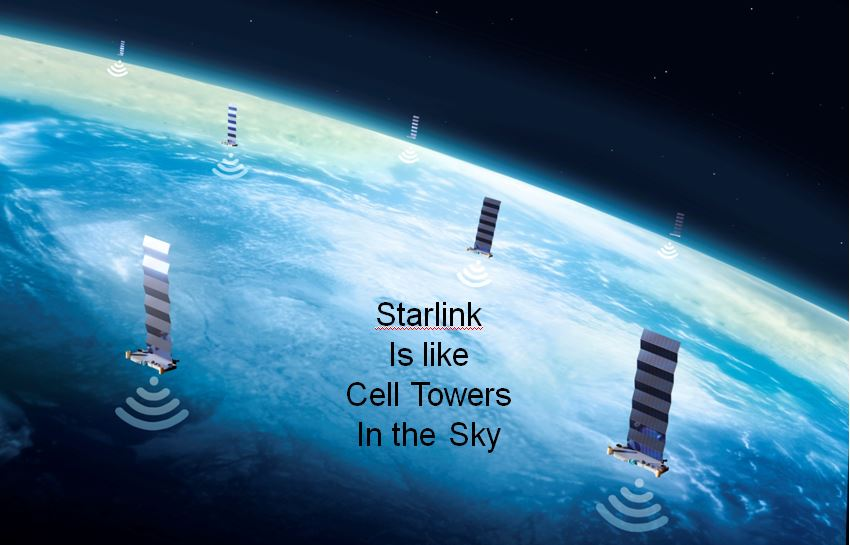 Starlink
Is like
Cell Towers
In the Sky